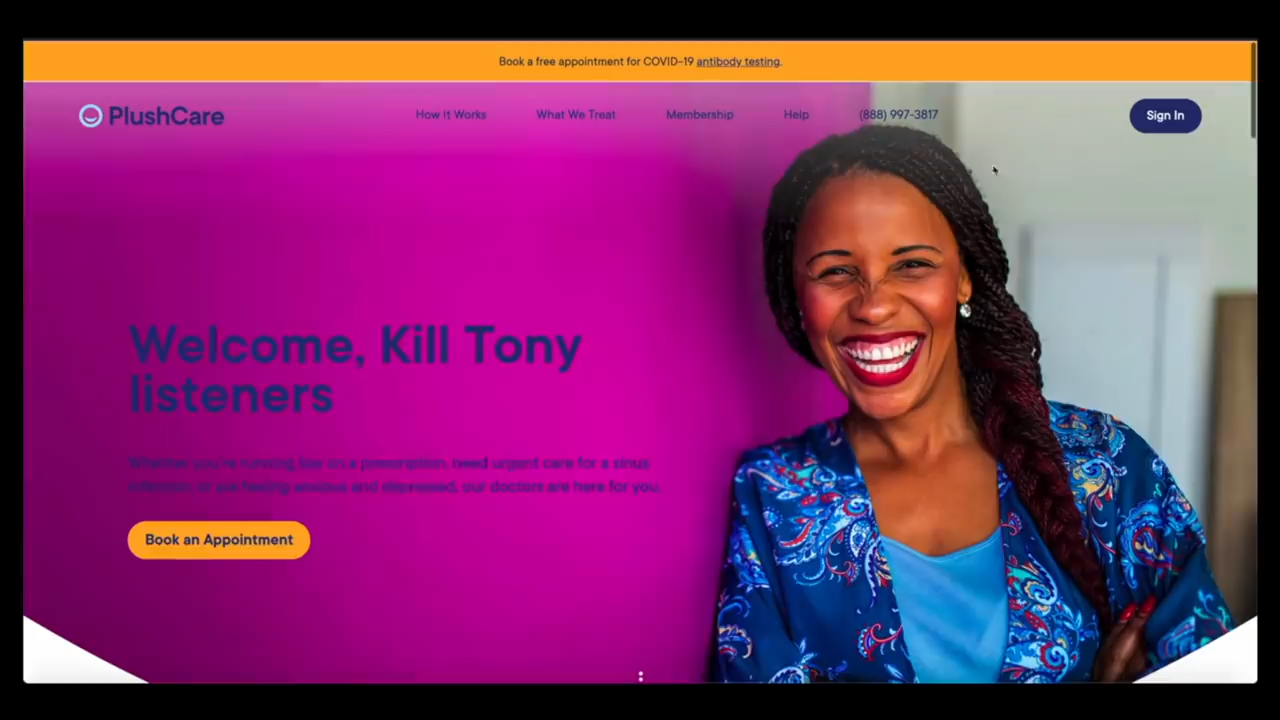 Book a free appointment for COVID-19 antibody testing.
PlushCare
How It Works
What We Treat
Membership
Help
(888) 997-3817
Sign In
Welcome, Kill Tony
listeners
Whether you're running low on a prescription, need urgent care for a sinus
infection or are feeling anxious and depressed, our doctors are here for you.
Book an Appointment